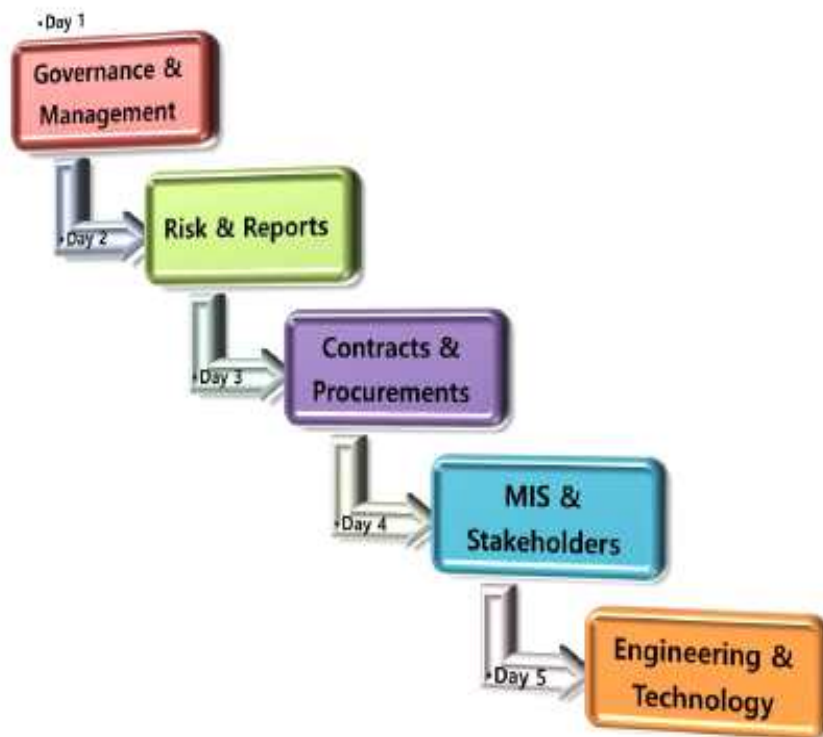 •Day 1
Governance &
Management
•Day 2
Risk & Reports
•Day 3
Contracts &
Procurements
•Day 4
MIS &
Stakeholders
•Day 5
Engineering &
Technology